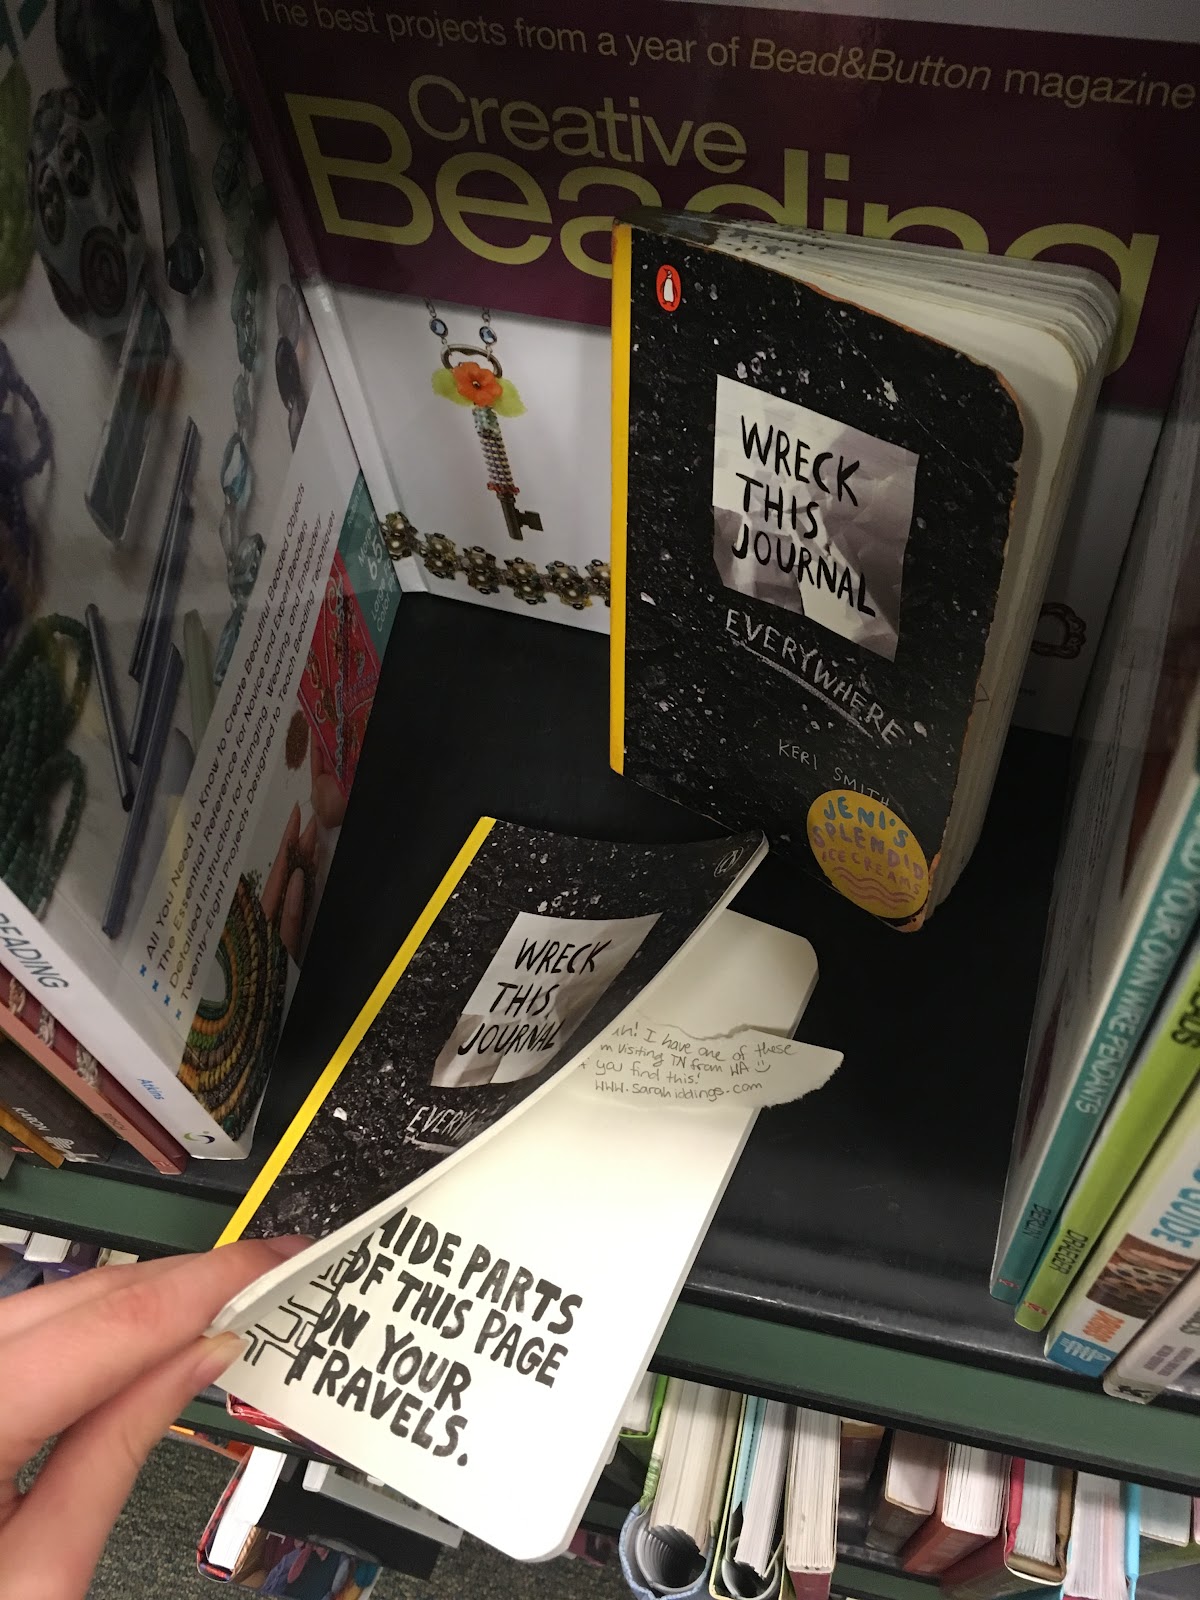 The best projects from a year of Bead&Button magazine
Creative
Beading
WRECK
THIS
JOURNAL
EVERYWHERE
KERI SMITH
JENI'S
SPLENDID
ICE CREAMS
All You Need to Know to Create Beautiful Beaded Objects
The Essential Reference for Novice and Expert Beaders
Detailed Instruction for Stringing, Weaving, and Embroidery
Twenty-Eight Projects Designed to Teach Beading Techniques
BEADING
Atkins
WRECK
THIS
JOURNAL
EVERY
I have one of these
visiting TN from WA
you find this!
www.sarahiddings.com
HIDE PARTS
OF THIS PAGE
ON YOUR
TRAVELS.
YOUR OWN WIRE PENDANTS
BERLIN
DRAEGER
GUIDE